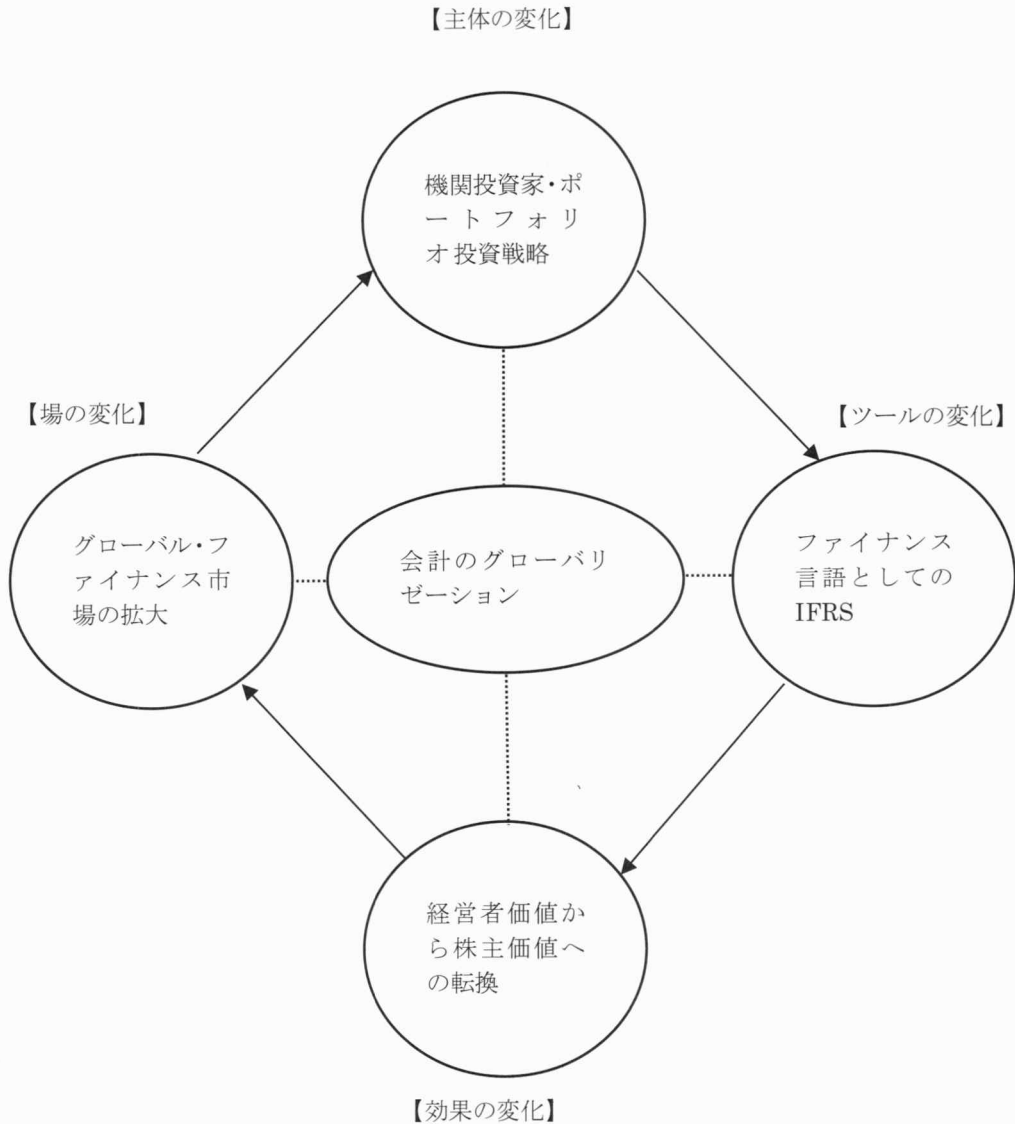 【主体の変化】
機関投資家・ポ
ートフォリ
オ投資戦略
【場の変化】
【ツールの変化】
グローバル・フ
ァイナンス市
場の拡大
会計のグローバリ
ゼーション
ファイナンス
言語としての
IFRS
経営者価値か
ら株主価値へ
の転換
【効果の変化】